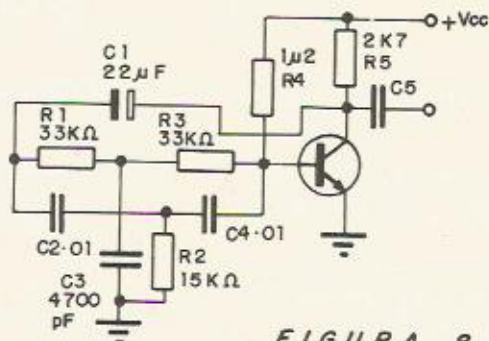 +Vcc
C1
22µF
1µ2
R4
2K7
R5
C5
R1
33KΩ
R3
33KΩ
C2·01
C4·01
R2
15KΩ
C3
4700
pF
FIGURA